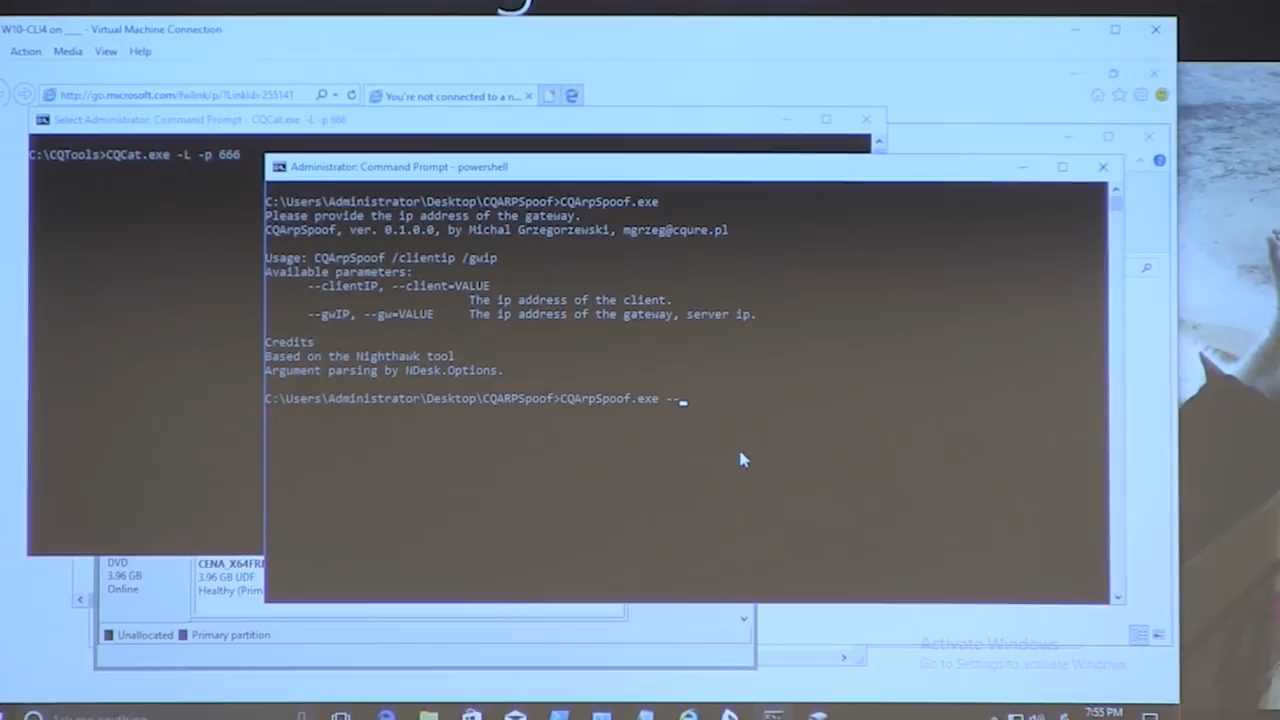 W10-CLI4 on ___ - Virtual Machine Connection
Action Media View Help
http://go.microsoft.com/fwlink/p/?LinkId=255141
You're not connected to a n...
Select Administrator: Command Prompt - CQCat.exe -L -p 666
C:\CQTools>CQCat.exe -L -p 666
Administrator: Command Prompt - powershell
C:\Users\Administrator\Desktop\CQARPSpoof>CQArpSpoof.exe
Please provide the ip address of the gateway.
CQArpSpoof, ver. 0.1.0.0, by Michal Grzegorzewski, mgrzeg@cqure.pl
Usage: CQArpSpoof /clientip /gwip
Available parameters:
--clientIP, --client=VALUE
The ip address of the client.
--gwIP, --gw=VALUE The ip address of the gateway, server ip.
Credits
Based on the Nighthawk tool
Argument parsing by NDesk.Options.
C:\Users\Administrator\Desktop\CQARPSpoof>CQArpSpoof.exe --
DVD
3.96 GB
Online
CENA_X64FRE
3.96 GB UDF
Healthy (Prim
Unallocated Primary partition
Activate Windows
Go to Settings to activate Windows.
Ask me anything
7:55 PM